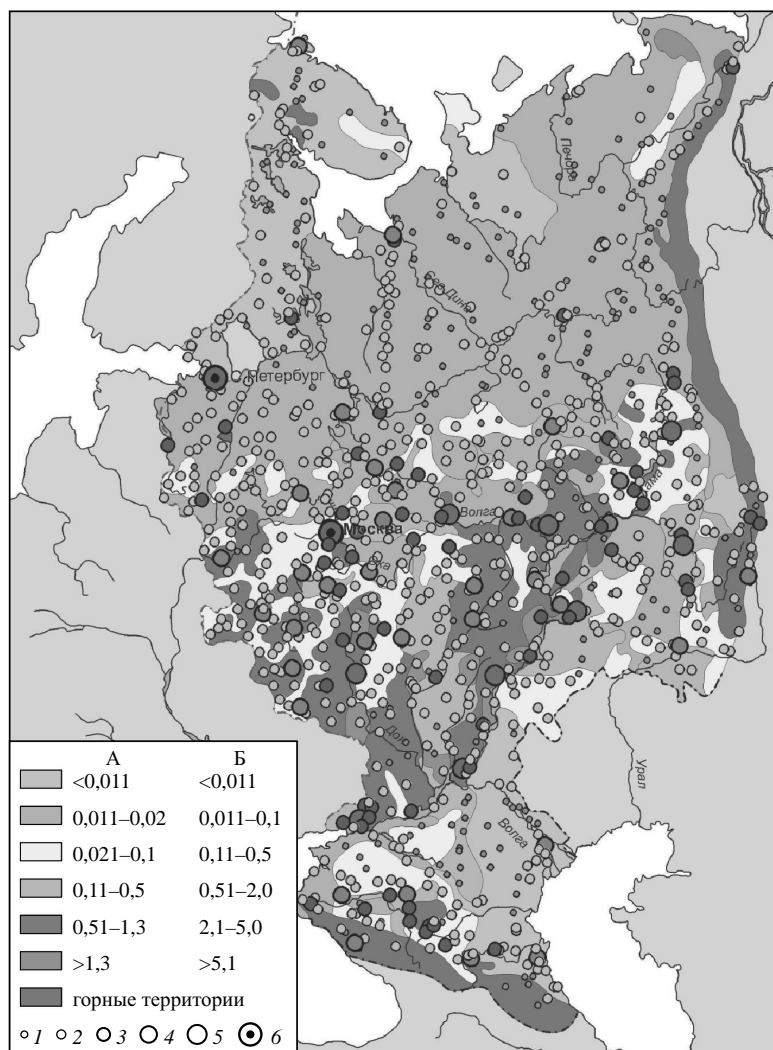 Печора
Сев. Двина
С.-Петербург
Кама
Волга
Москва
Ока
Дон
Урал
Волга
А Б
<0,011 <0,011
0,011–0,02 0,011–0,1
0,021–0,1 0,11–0,5
0,11–0,5 0,51–2,0
0,51–1,3 2,1–5,0
>1,3 >5,1
горные территории
1 2 3 4 5 6